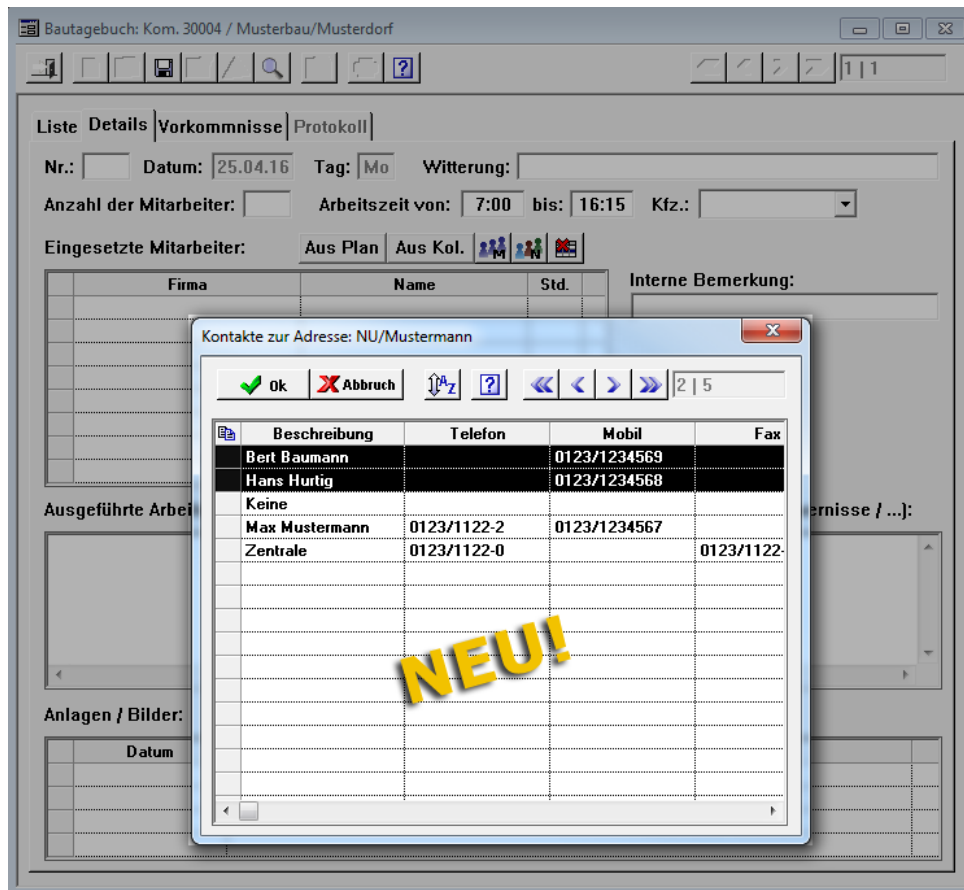 Bautagebuch: Kom. 30004 / Musterbau/Musterdorf
1 | 1
Liste Details Vorkommnisse Protokoll
Nr.: Datum: 25.04.16 Tag: Mo Witterung:
Anzahl der Mitarbeiter: Arbeitszeit von: 7:00 bis: 16:15 Kfz.:
Eingesetzte Mitarbeiter: Aus Plan Aus Kol. M N
Interne Bemerkung:
Firma Name Std.
Kontakte zur Adresse: NU/Mustermann
Ok Abbruch AZ ? 2 | 5
Beschreibung Telefon Mobil Fax
Bert Baumann 0123/1234569
Hans Hurtig 0123/1234568
Keine
Max Mustermann 0123/1122-2 0123/1234567
Zentrale 0123/1122-0 0123/1122-
NEU!
Ausgeführte Arbei ernisse / ...):
Anlagen / Bilder:
Datum